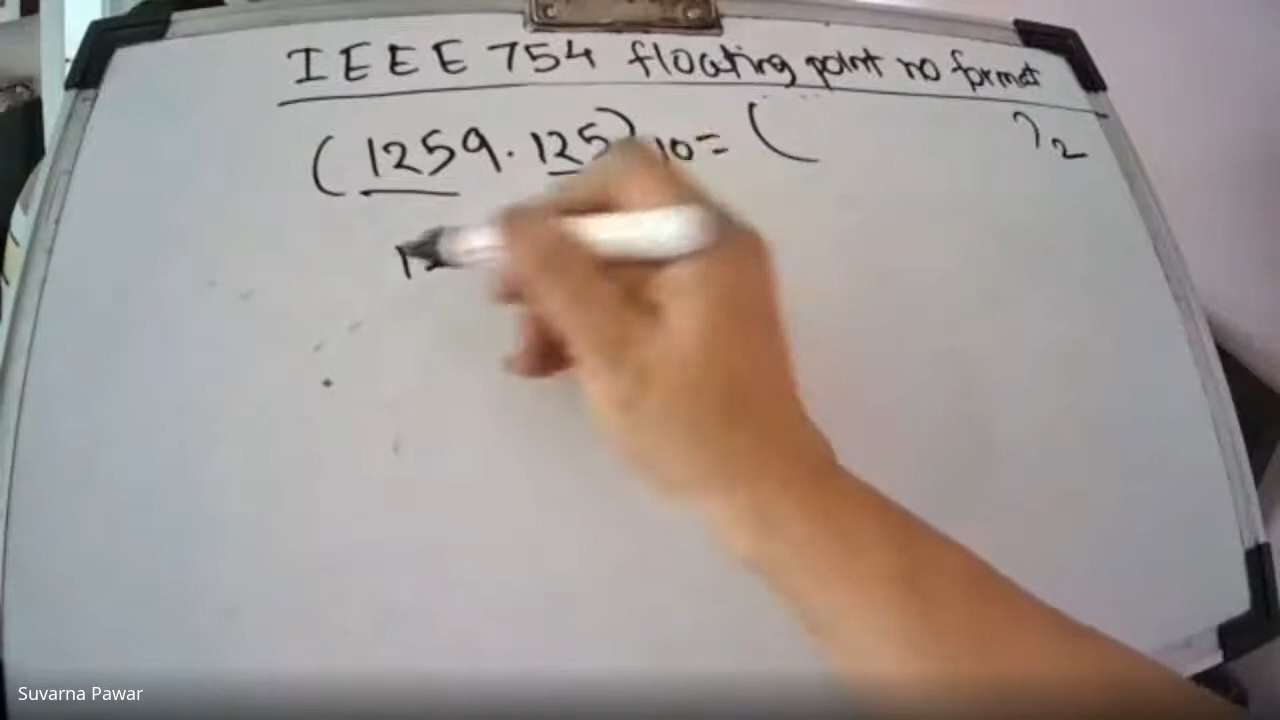 IEEE 754 floating point no format
(1259.125)10 = ( )2
Suvarna Pawar